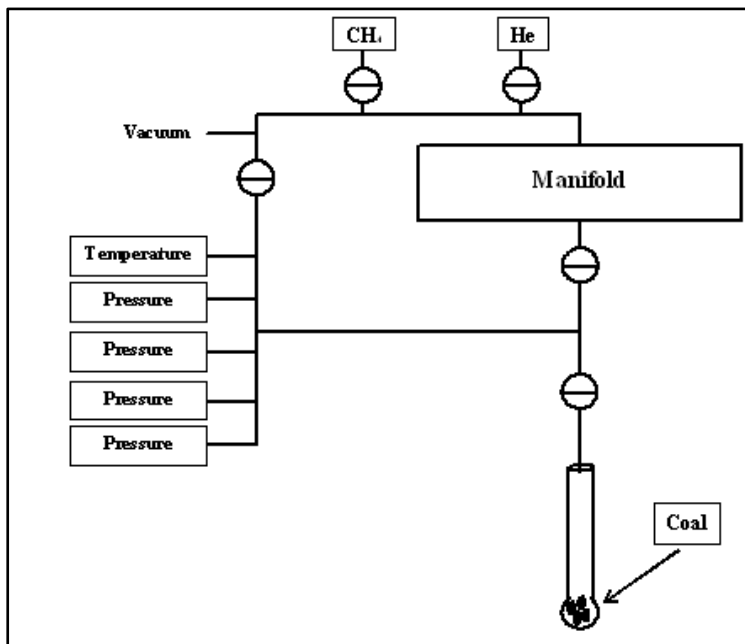 CH₄
He
Vacuum
Manifold
Temperature
Pressure
Pressure
Pressure
Pressure
Coal